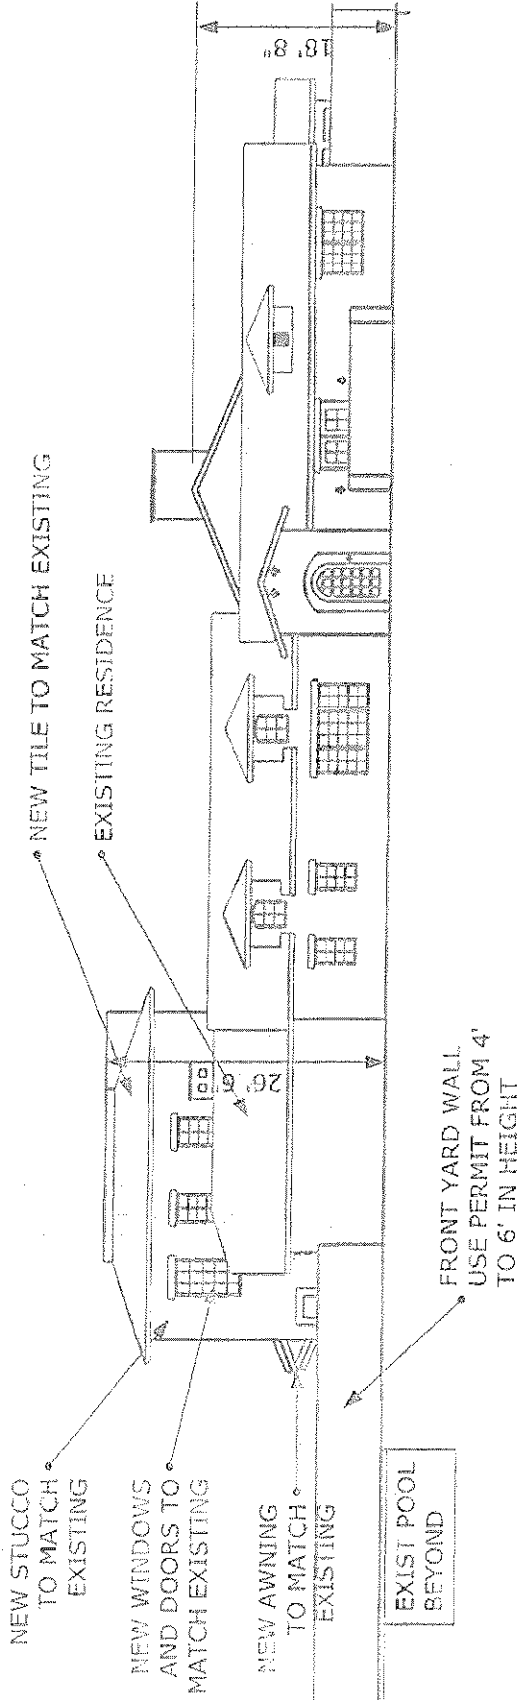 NEW STUCCO
TO MATCH
EXISTING
NEW WINDOWS
AND DOORS TO
MATCH EXISTING
NEW AWNING
TO MATCH
EXISTING
EXIST POOL
BEYOND
FRONT YARD WALL
USE PERMIT FROM 4'
TO 6' IN HEIGHT
NEW TILE TO MATCH EXISTING
EXISTING RESIDENCE
26' 6"
18' 8"